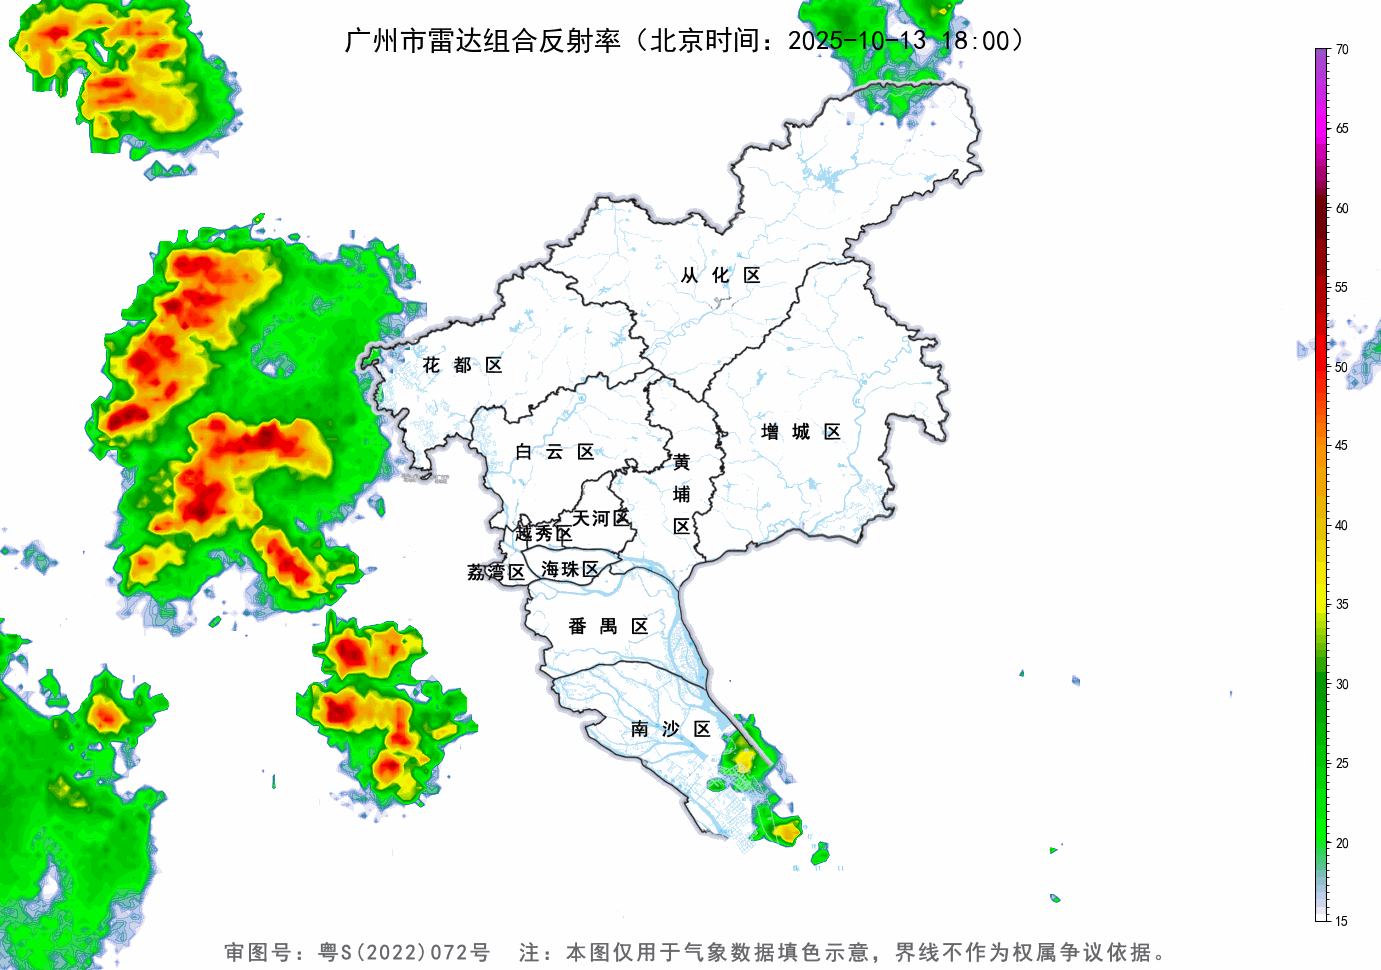 广州市雷达组合反射率（北京时间：2025-10-13 18:00）
70
65
60
55
50
45
40
35
30
25
20
15
从化区
花都区
增城区
白云区
黄埔区
天河区
越秀区
海珠区
荔湾区
番禺区
南沙区
审图号：粤S(2022)072号 注：本图仅用于气象数据填色示意，界线不作为权属争议依据。